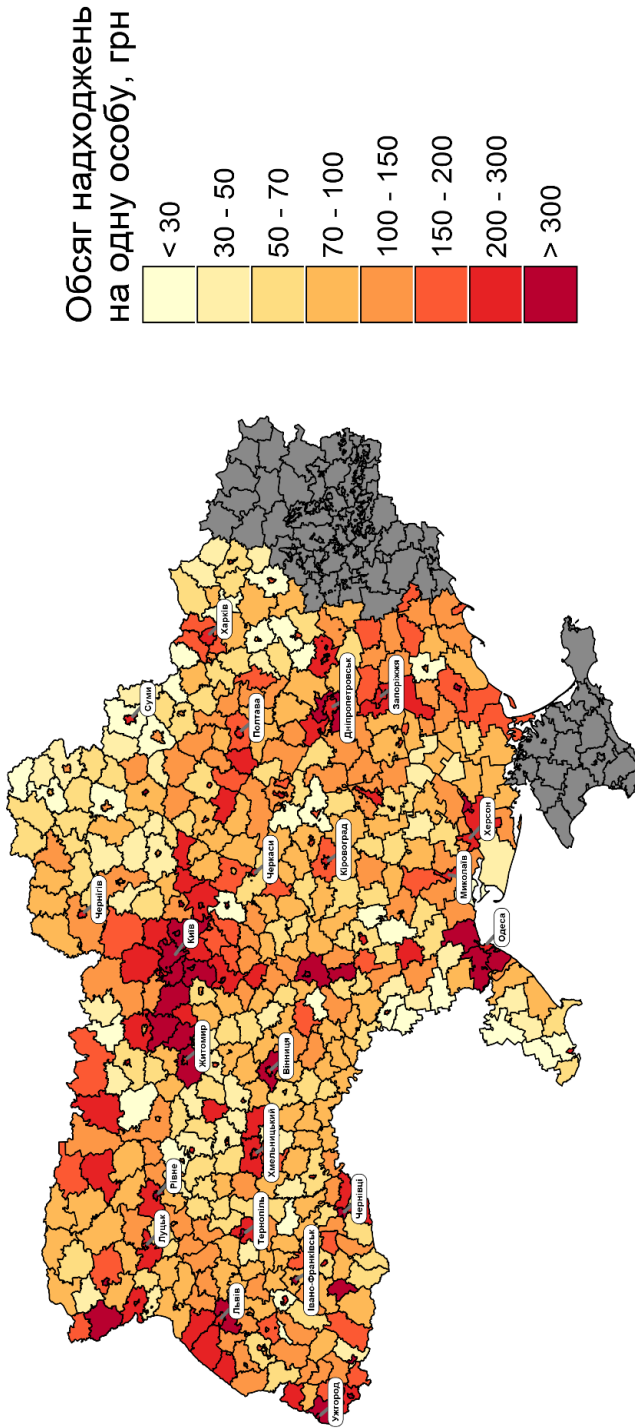 Обсяг надходжень
на одну особу, грн
< 30
30 - 50
50 - 70
70 - 100
100 - 150
150 - 200
200 - 300
> 300
Ужгород
Львів
Івано-Франківськ
Чернівці
Тернопіль
Луцьк
Рівне
Хмельницький
Житомир
Вінниця
Київ
Чернігів
Черкаси
Кіровоград
Одеса
Миколаїв
Херсон
Суми
Полтава
Дніпропетровськ
Запоріжжя
Харків